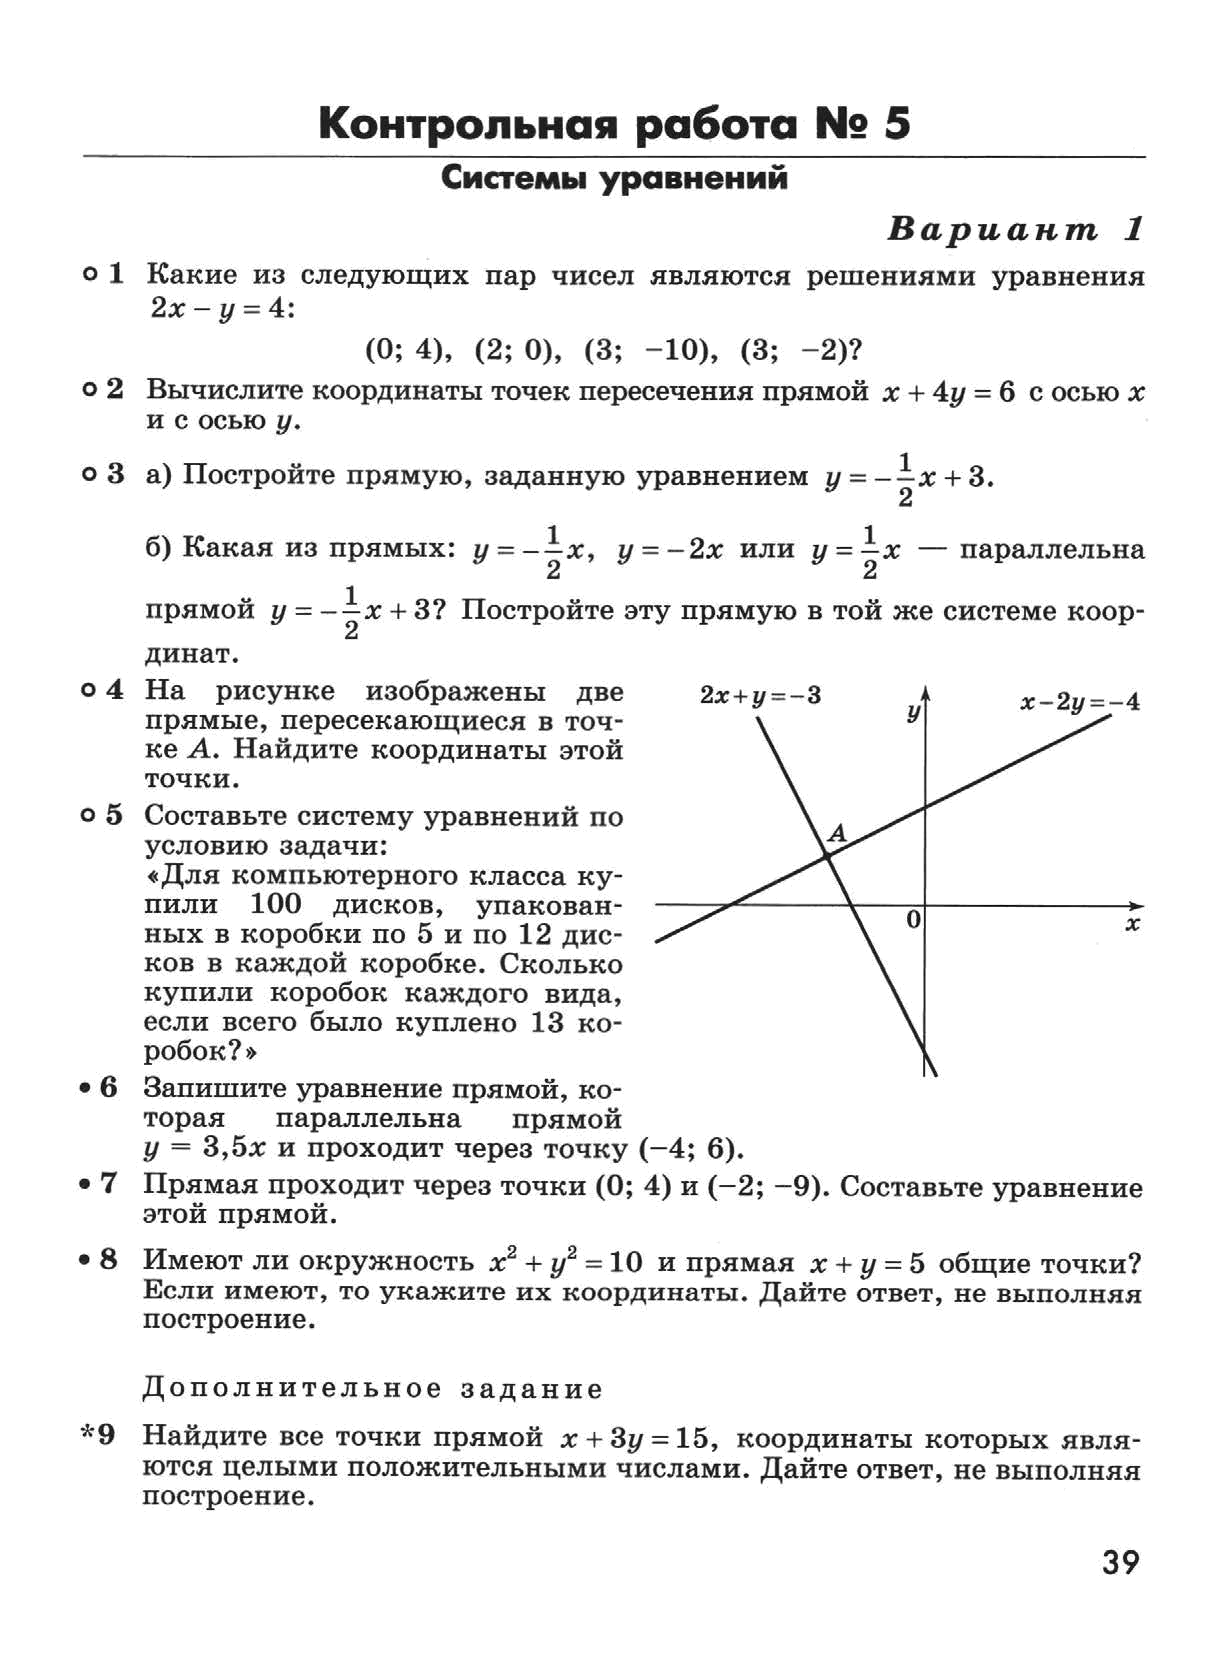 Контрольная работа № 5
Системы уравнений
Вариант 1
1 Какие из следующих пар чисел являются решениями уравнения
2x − y = 4:
(0; 4), (2; 0), (3; −10), (3; −2)?
2 Вычислите координаты точек пересечения прямой x + 4y = 6 с осью x
и с осью y.
3 а) Постройте прямую, заданную уравнением y = −1/2x + 3.
б) Какая из прямых: y = −1/2x, y = −2x или y = 1/2x — параллельна
прямой y = −1/2x + 3? Постройте эту прямую в той же системе коор-
динат.
4 На рисунке изображены две
прямые, пересекающиеся в точ-
ке A. Найдите координаты этой
точки.
5 Составьте систему уравнений по
условию задачи:
«Для компьютерного класса ку-
пили 100 дисков, упакован-
ных в коробки по 5 и по 12 дис-
ков в каждой коробке. Сколько
купили коробок каждого вида,
если всего было куплено 13 ко-
робок?»
2x+y=−3
y
x−2y=−4
A
0
x
• 6 Запишите уравнение прямой, ко-
торая параллельна прямой
y = 3,5x и проходит через точку (−4; 6).
• 7 Прямая проходит через точки (0; 4) и (−2; −9). Составьте уравнение
этой прямой.
• 8 Имеют ли окружность x² + y² = 10 и прямая x + y = 5 общие точки?
Если имеют, то укажите их координаты. Дайте ответ, не выполняя
построение.
Дополнительное задание
*9 Найдите все точки прямой x + 3y = 15, координаты которых явля-
ются целыми положительными числами. Дайте ответ, не выполняя
построение.
39